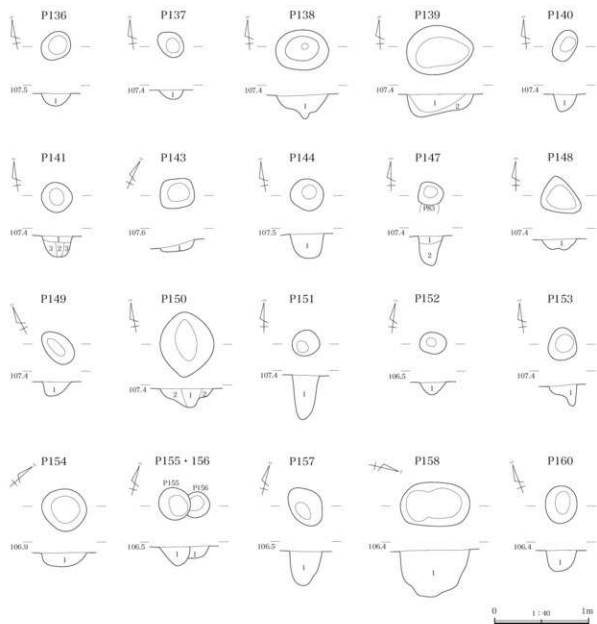 P136 P137 P138 P139 P140
107.5 107.4 107.4 107.4 107.4
1 1 1 1 2 1
P141 P143 P144 P147 P148
(P83)
107.4 107.6 107.5 107.4 107.4
1 3 2 3 1 1 1 2 1
P149 P150 P151 P152 P153
107.4 107.4 107.4 106.5 107.4
1 2 1 2 1 1 1
P154 P155・156 P157 P158 P160
P155 P156
106.9 106.5 106.5 106.4 106.4
1 1 1 1 1 1
0 1:40 1m